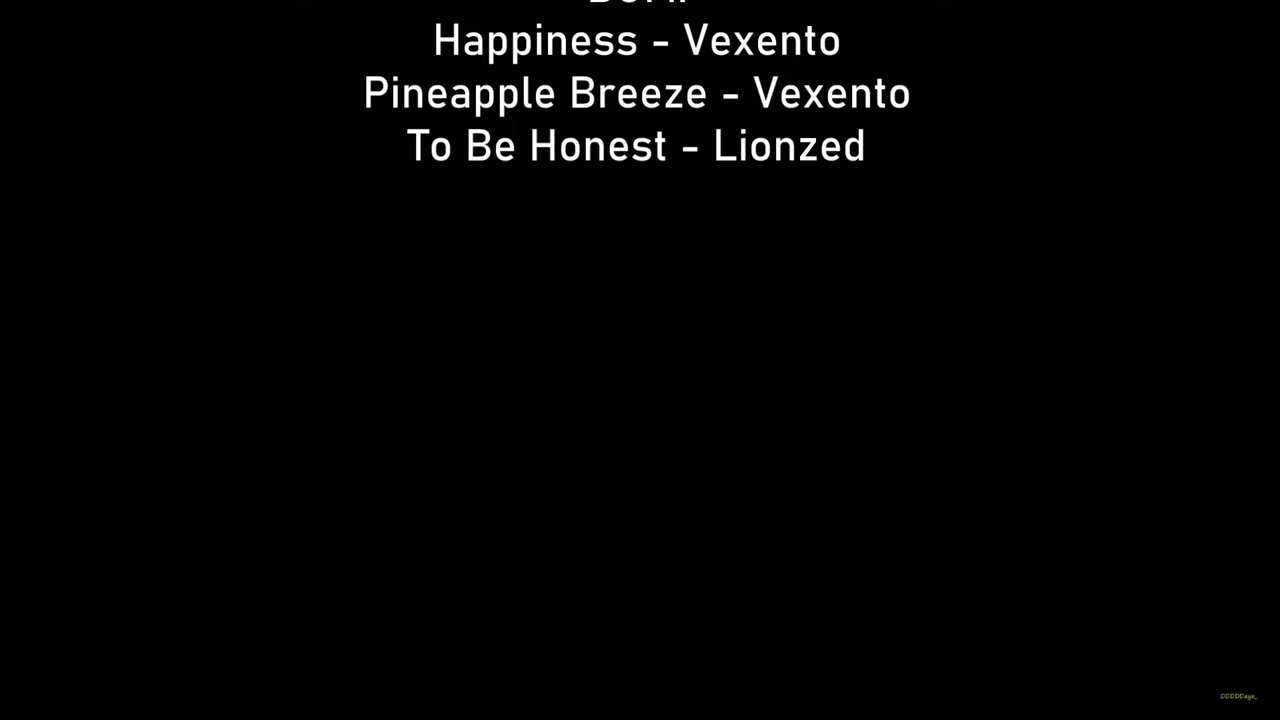 Happiness - Vexento
Pineapple Breeze - Vexento
To Be Honest - Lionzed